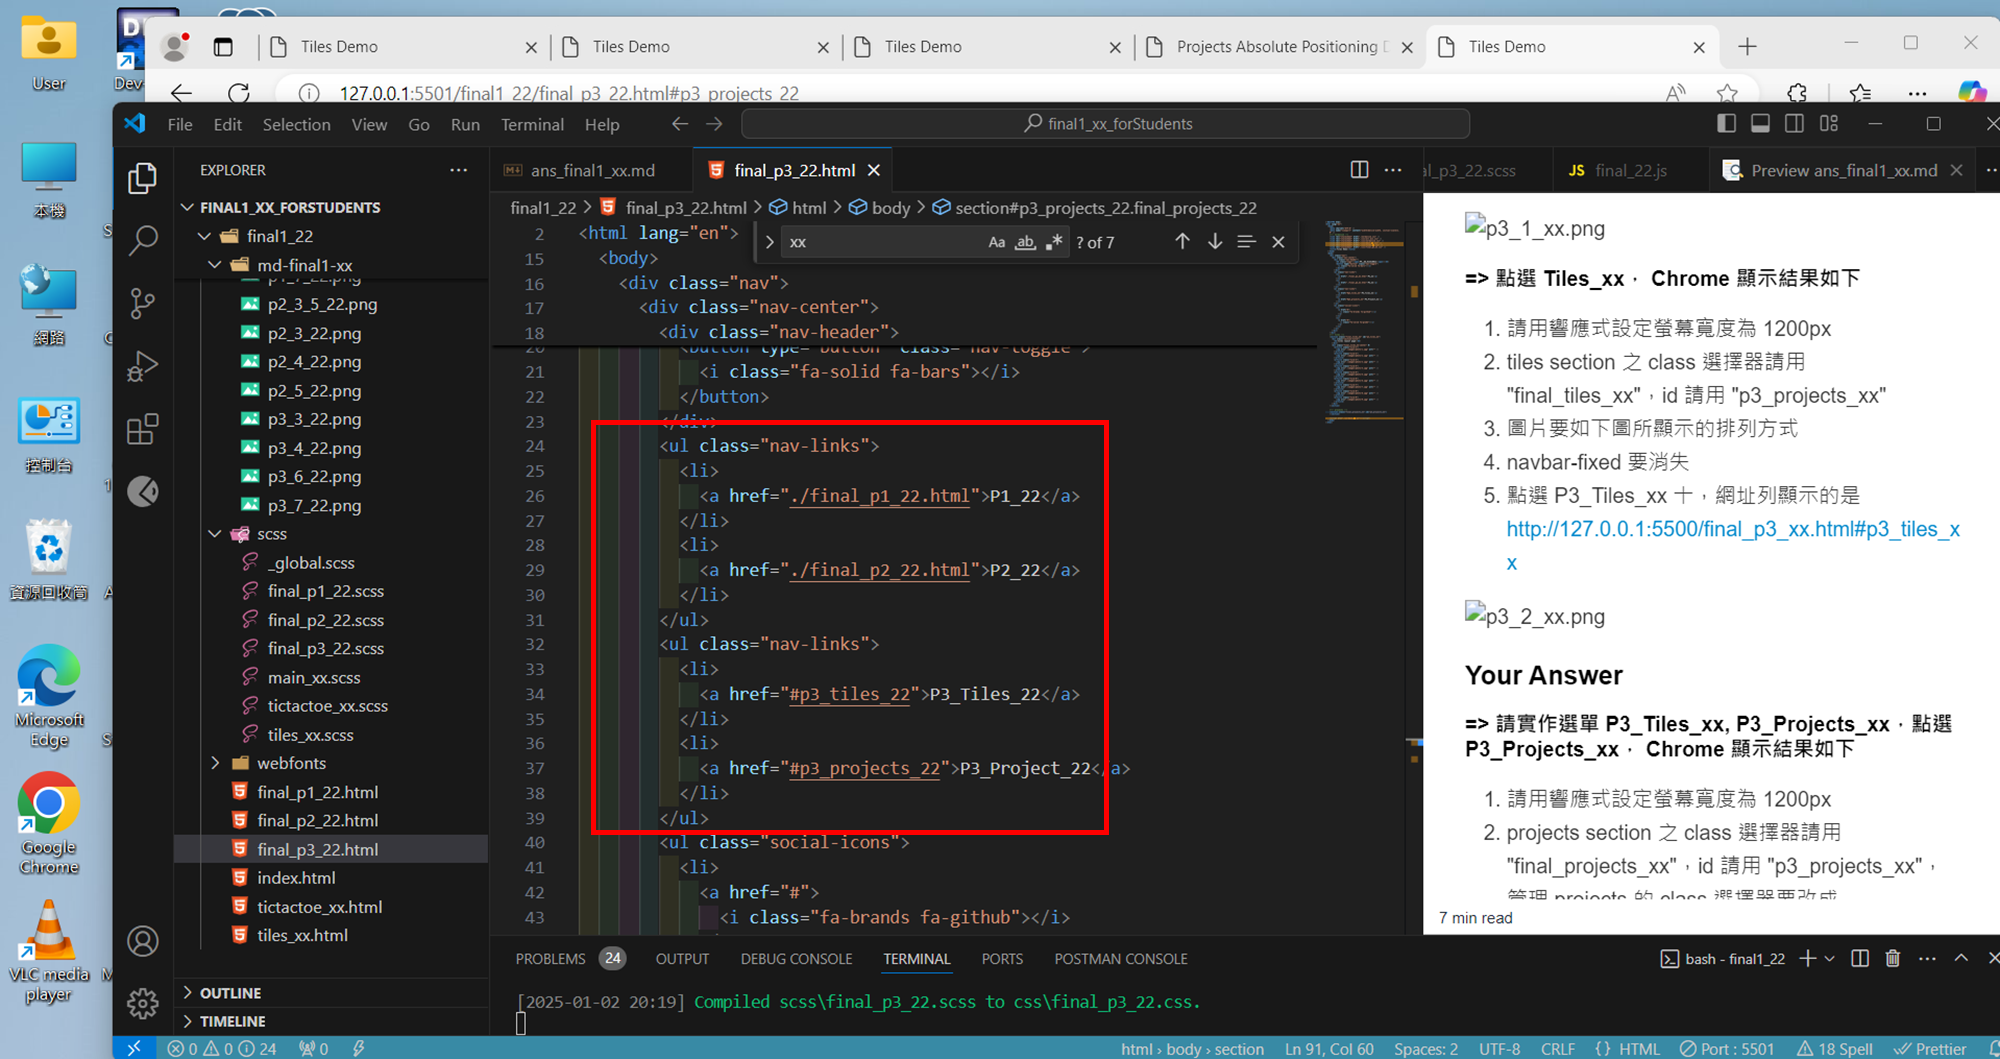 User
本機
網路
控制台
資源回收筒
Microsoft
Edge
Google
Chrome
VLC media
player
Dev
Tiles Demo
Tiles Demo
Tiles Demo
Projects Absolute Positioning
Tiles Demo
127.0.0.1:5501/final1_22/final_p3_22.html#p3_projects_22
File Edit Selection View Go Run Terminal Help
final1_xx_forStudents
EXPLORER
FINAL1_XX_FORSTUDENTS
final1_22
md-final1-xx
p2_3_5_22.png
p2_3_22.png
p2_4_22.png
p2_5_22.png
p3_3_22.png
p3_4_22.png
p3_6_22.png
p3_7_22.png
scss
_global.scss
final_p1_22.scss
final_p2_22.scss
final_p3_22.scss
main_xx.scss
tictactoe_xx.scss
tiles_xx.scss
webfonts
final_p1_22.html
final_p2_22.html
final_p3_22.html
index.html
tictactoe_xx.html
tiles_xx.html
OUTLINE
TIMELINE
ans_final1_xx.md
final_p3_22.html
final1_22 > final_p3_22.html > html > body > section#p3_projects_22.final_projects_22
xx Aa ab ? of 7
2 <html lang="en">
15 <body>
16 <div class="nav">
17 <div class="nav-center">
18 <div class="nav-header">
20 <button type="button" class="nav-toggle">
21 <i class="fa-solid fa-bars"></i>
22 </button>
23 </div>
24 <ul class="nav-links">
25 <li>
26 <a href="./final_p1_22.html">P1_22</a>
27 </li>
28 <li>
29 <a href="./final_p2_22.html">P2_22</a>
30 </li>
31 </ul>
32 <ul class="nav-links">
33 <li>
34 <a href="#p3_tiles_22">P3_Tiles_22</a>
35 </li>
36 <li>
37 <a href="#p3_projects_22">P3_Project_22</a>
38 </li>
39 </ul>
40 <ul class="social-icons">
41 <li>
42 <a href="#">
43 <i class="fa-brands fa-github"></i>
al_p3_22.scss
JS final_22.js
Preview ans_final1_xx.md
p3_1_xx.png
=> 點選 Tiles_xx， Chrome 顯示結果如下
1. 請用響應式設定螢幕寬度為 1200px
2. tiles section 之 class 選擇器請用
"final_tiles_xx"，id 請用 "p3_projects_xx"
3. 圖片要如下圖所顯示的排列方式
4. navbar-fixed 要消失
5. 點選 P3_Tiles_xx 十，網址列顯示的是
http://127.0.0.1:5500/final_p3_xx.html#p3_tiles_x
x
p3_2_xx.png
Your Answer
=> 請實作選單 P3_Tiles_xx, P3_Projects_xx，點選
P3_Projects_xx， Chrome 顯示結果如下
1. 請用響應式設定螢幕寬度為 1200px
2. projects section 之 class 選擇器請用
"final_projects_xx"，id 請用 "p3_projects_xx"，
管理 projects 的 class 選擇器要改成
7 min read
PROBLEMS 24 OUTPUT DEBUG CONSOLE TERMINAL PORTS POSTMAN CONSOLE
bash - final1_22
[2025-01-02 20:19] Compiled scss\final_p3_22.scss to css\final_p3_22.css.
0 0 24 0
html > body > section Ln 91, Col 60 Spaces: 2 UTF-8 CRLF {} HTML Port : 5501 18 Spell Prettier